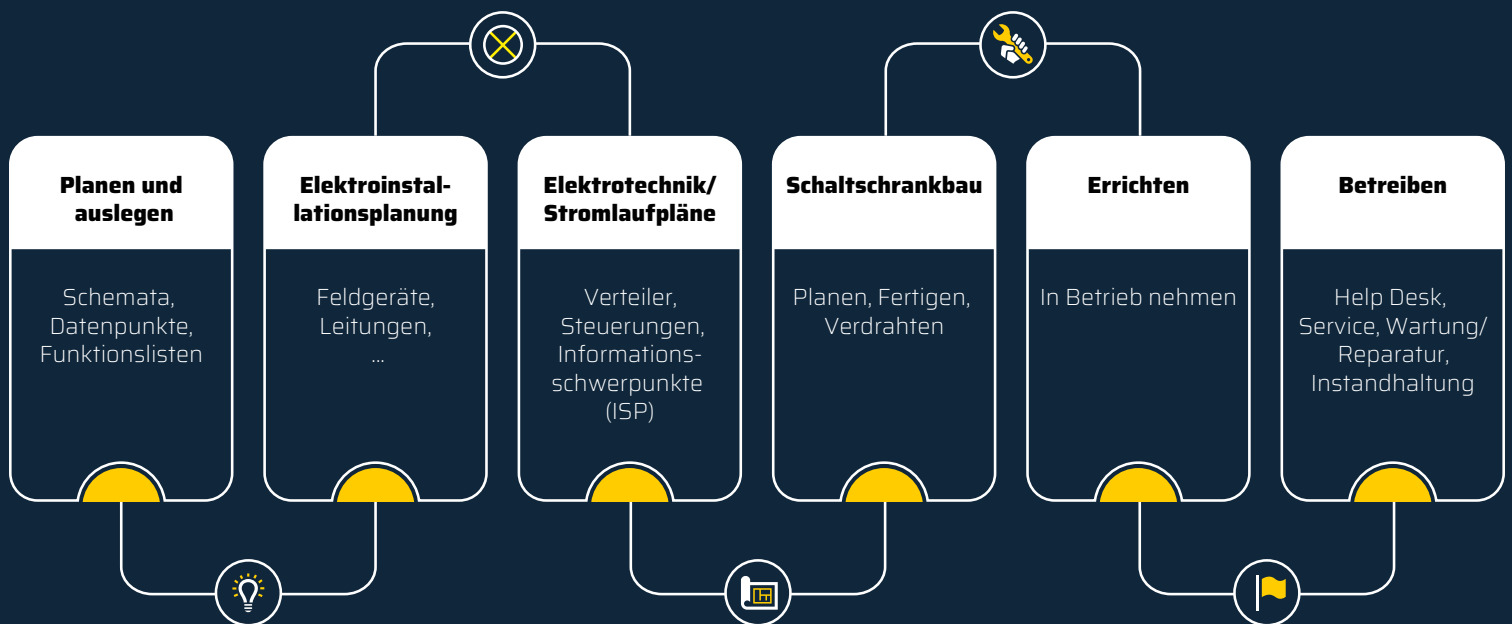 Planen und
auslegen
Schemata,
Datenpunkte,
Funktionslisten
Elektroinstal-
lationsplanung
Feldgeräte,
Leitungen,
...
Elektrotechnik/
Stromlaufpläne
Verteiler,
Steuerungen,
Informations-
schwerpunkte
(ISP)
Schaltschrankbau
Planen, Fertigen,
Verdrahten
Errichten
In Betrieb nehmen
Betreiben
Help Desk,
Service, Wartung/
Reparatur,
Instandhaltung